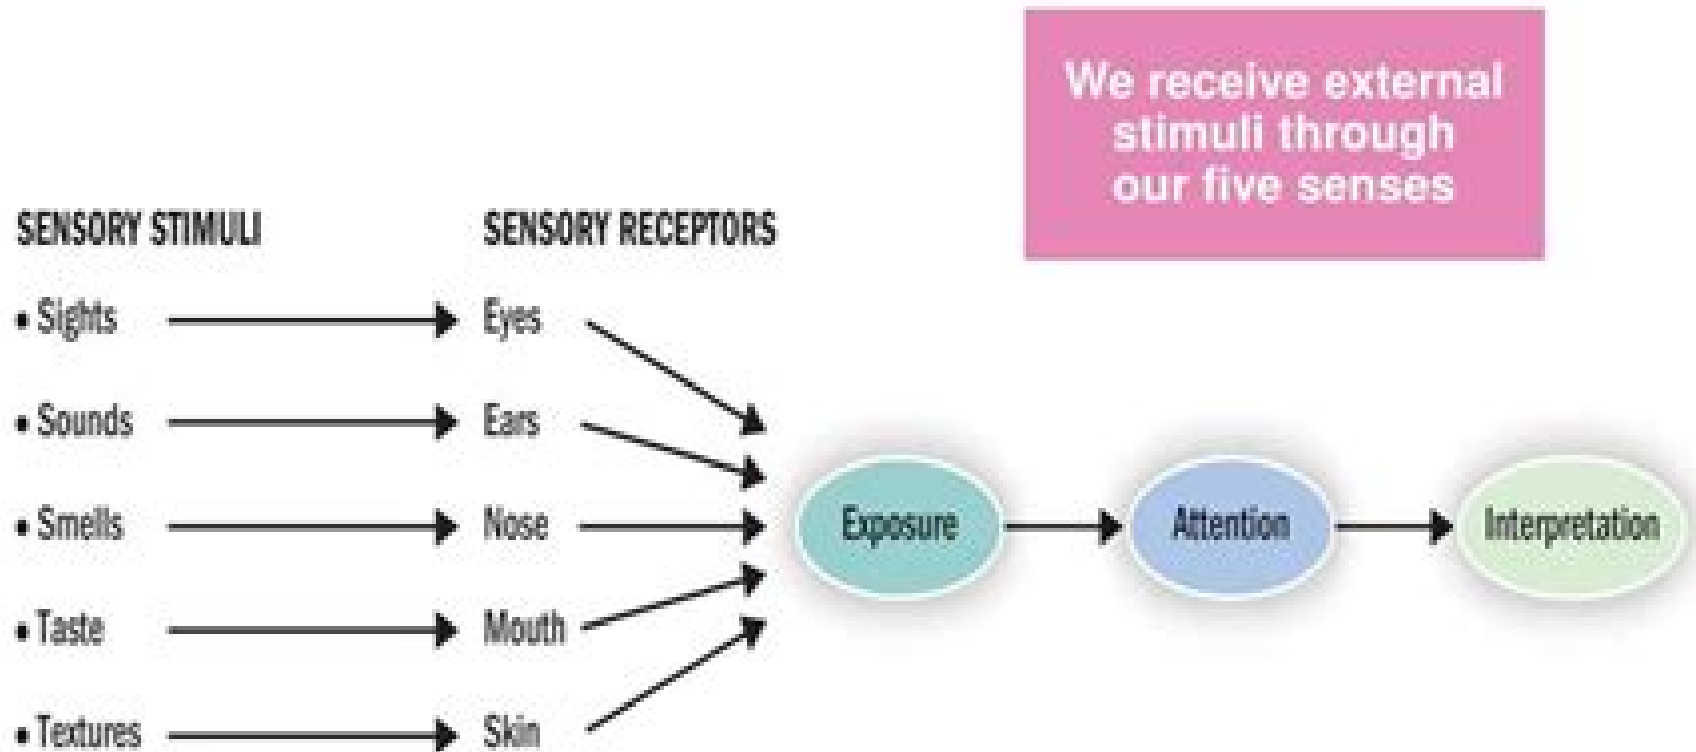 We receive external
stimuli through
our five senses
SENSORY STIMULI
SENSORY RECEPTORS
• Sights
Eyes
• Sounds
Ears
• Smells
Nose
• Taste
Mouth
• Textures
Skin
Exposure
Attention
Interpretation